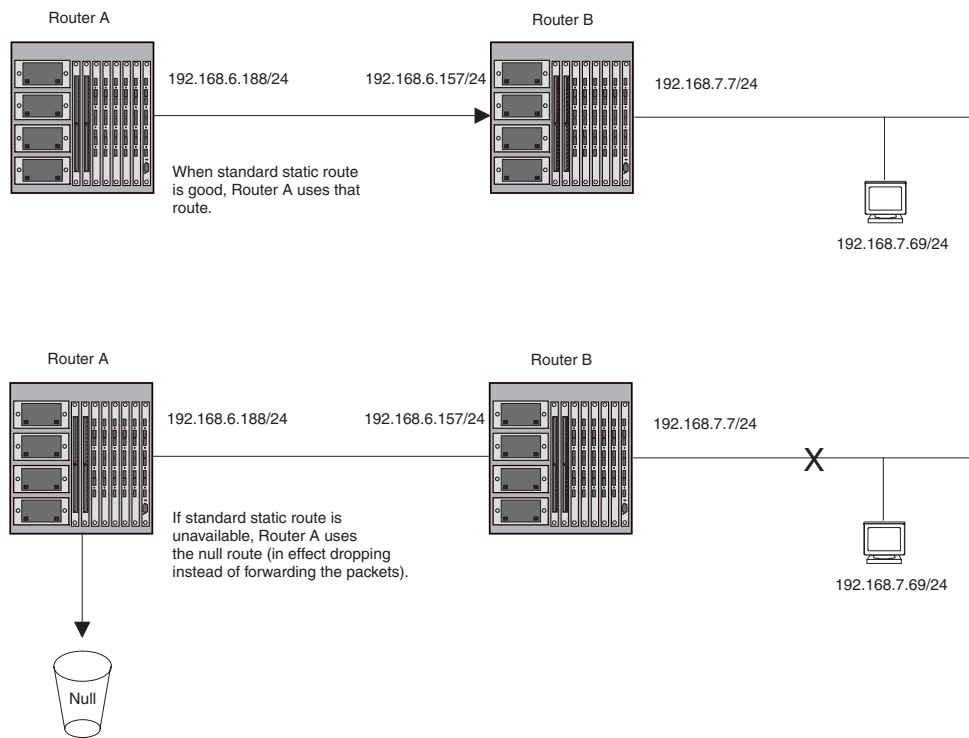 Router A
Router B
192.168.6.188/24
192.168.6.157/24
192.168.7.7/24
When standard static route
is good, Router A uses that
route.
192.168.7.69/24
Router A
Router B
192.168.6.188/24
192.168.6.157/24
192.168.7.7/24
X
If standard static route is
unavailable, Router A uses
the null route (in effect dropping
instead of forwarding the packets).
192.168.7.69/24
Null